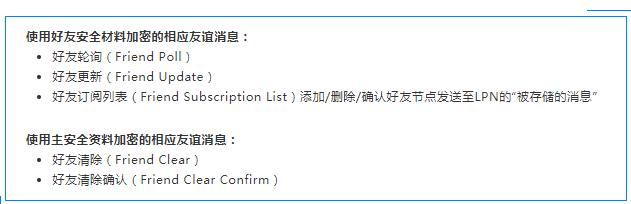 使用好友安全材料加密的相应友谊消息：
• 好友轮询（Friend Poll）
• 好友更新（Friend Update）
• 好友订阅列表（Friend Subscription List）添加/删除/确认好友节点发送至LPN的“被存储的消息”
使用主安全资料加密的相应友谊消息：
• 好友清除（Friend Clear）
• 好友清除确认（Friend Clear Confirm）